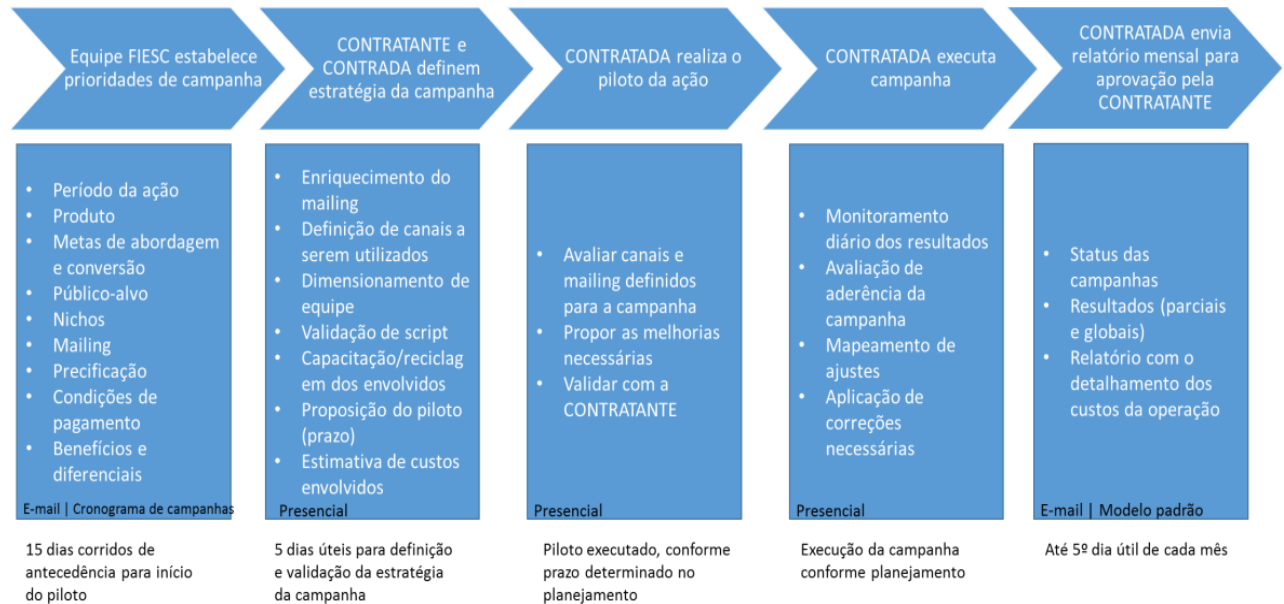 Equipe FIESC estabelece
prioridades de campanha
CONTRATANTE e
CONTRADA definem
estratégia da campanha
CONTRATADA realiza o
piloto da ação
CONTRATADA executa
campanha
CONTRATADA envia
relatório mensal para
aprovação pela
CONTRATANTE
• Período da ação
• Produto
• Metas de abordagem
e conversão
• Público-alvo
• Nichos
• Mailing
• Precificação
• Condições de
pagamento
• Benefícios e
diferenciais
E-mail | Cronograma de campanhas
15 dias corridos de
antecedência para início
do piloto
• Enriquecimento do
mailing
• Definição de canais a
serem utilizados
• Dimensionamento de
equipe
• Validação de script
• Capacitação/reciclag
em dos envolvidos
• Proposição do piloto
(prazo)
• Estimativa de custos
envolvidos
Presencial
5 dias úteis para definição
e validação da estratégia
da campanha
• Avaliar canais e
mailing definidos
para a campanha
• Propor as melhorias
necessárias
• Validar com a
CONTRATANTE
Presencial
Piloto executado, conforme
prazo determinado no
planejamento
• Monitoramento
diário dos resultados
• Avaliação de
aderência da
campanha
• Mapeamento de
ajustes
• Aplicação de
correções
necessárias
Presencial
Execução da campanha
conforme planejamento
• Status das
campanhas
• Resultados (parciais
e globais)
• Relatório com o
detalhamento dos
custos da operação
E-mail | Modelo padrão
Até 5º dia útil de cada mês